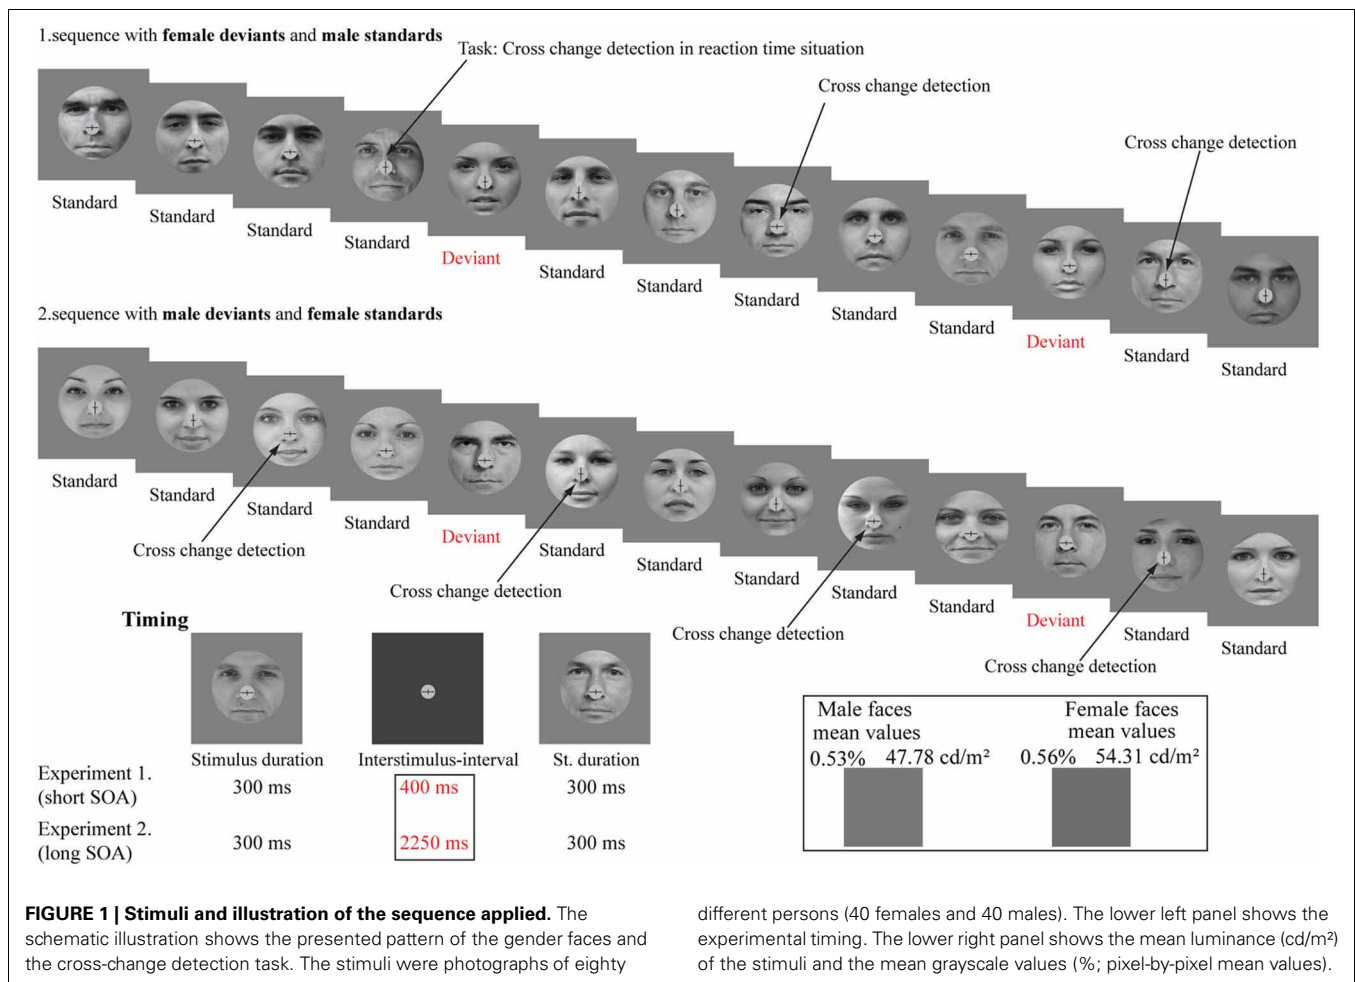 1.sequence with female deviants and male standards
Task: Cross change detection in reaction time situation
Cross change detection
Cross change detection
Standard
Standard
Standard
Standard
Deviant
Standard
Standard
Standard
Standard
Standard
Deviant
Standard
Standard
2.sequence with male deviants and female standards
Standard
Standard
Standard
Standard
Deviant
Standard
Standard
Standard
Standard
Standard
Deviant
Standard
Standard
Cross change detection
Cross change detection
Cross change detection
Cross change detection
Timing
Stimulus duration Interstimulus-interval St. duration
Experiment 1.
(short SOA)
300 ms 400 ms 300 ms
Experiment 2.
(long SOA)
300 ms 2250 ms 300 ms
Male faces
mean values
0.53% 47.78 cd/m²
Female faces
mean values
0.56% 54.31 cd/m²
FIGURE 1 | Stimuli and illustration of the sequence applied. The
schematic illustration shows the presented pattern of the gender faces and
the cross-change detection task. The stimuli were photographs of eighty
different persons (40 females and 40 males). The lower left panel shows the
experimental timing. The lower right panel shows the mean luminance (cd/m²)
of the stimuli and the mean grayscale values (%; pixel-by-pixel mean values).